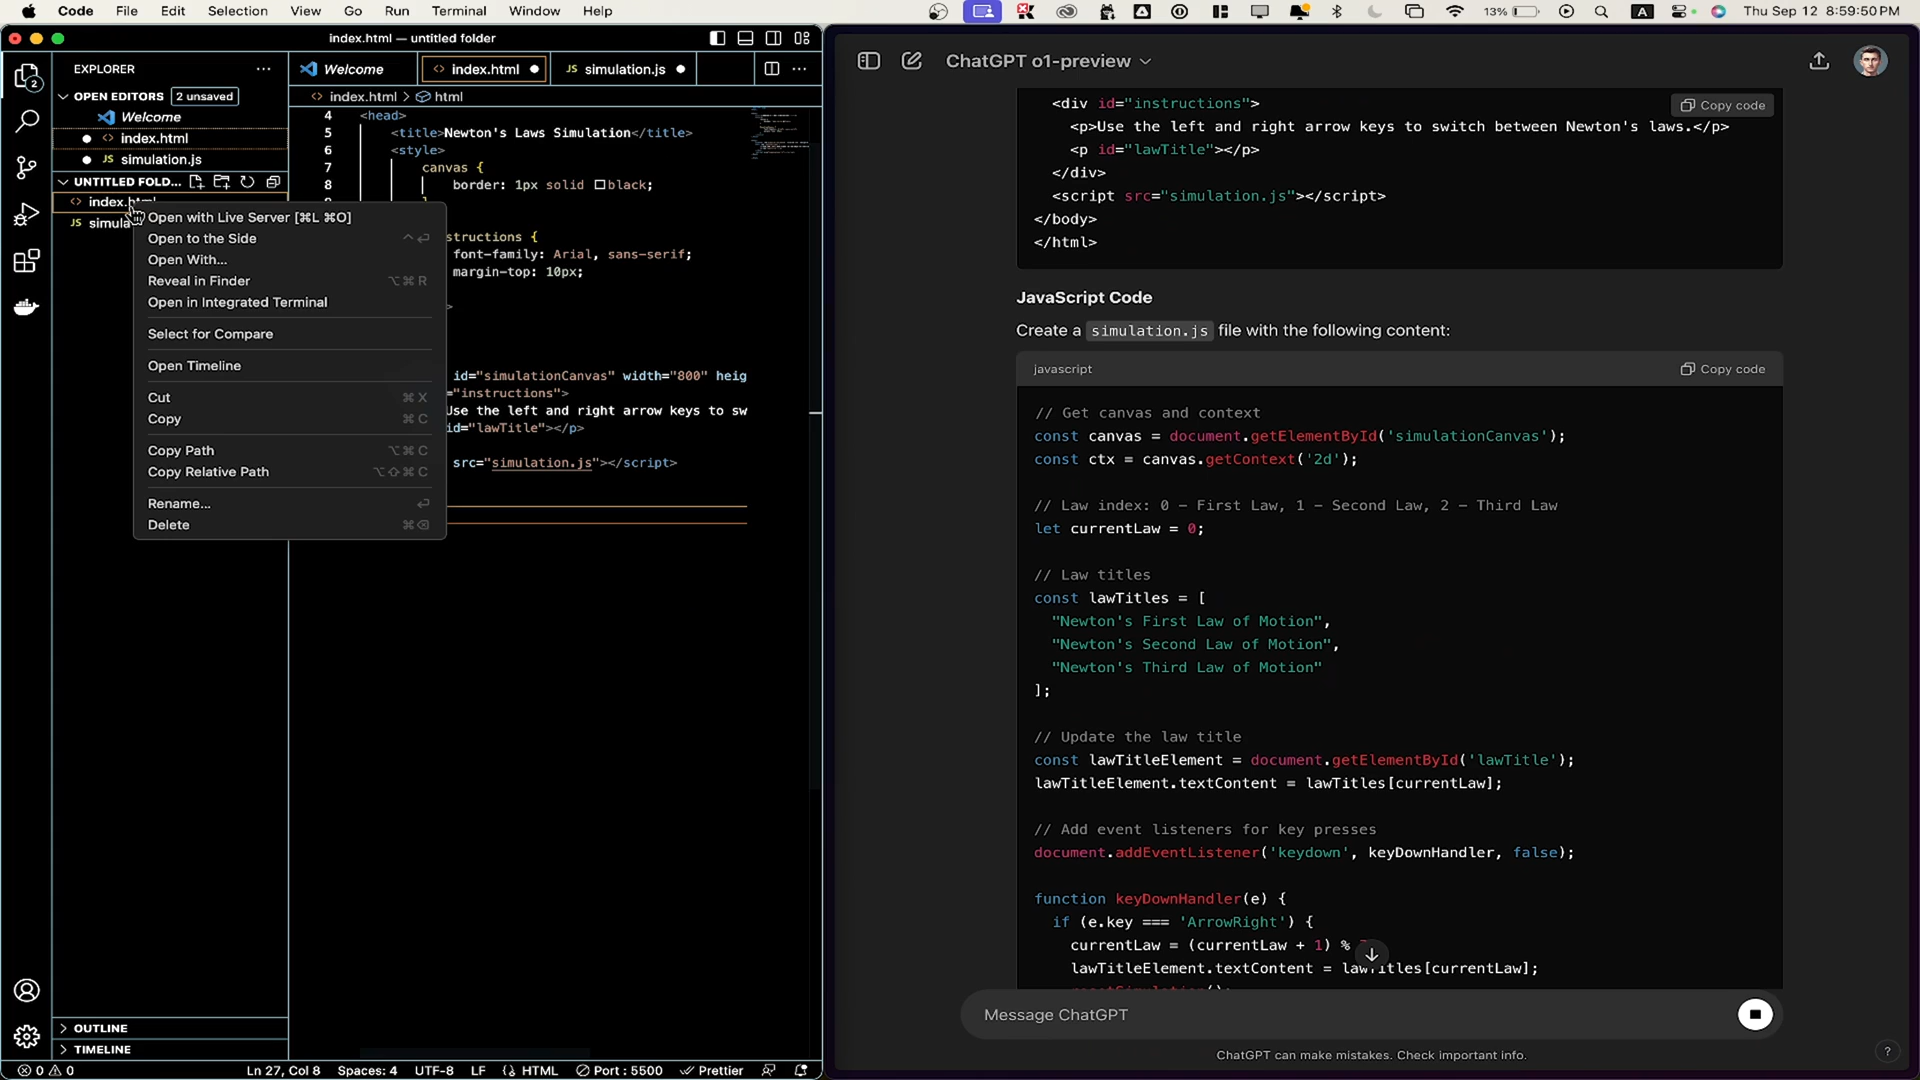 Code File Edit Selection View Go Run Terminal Window Help
13% A Thu Sep 12 8:59:50 PM
index.html — untitled folder
EXPLORER
OPEN EDITORS 2 unsaved
Welcome
index.html
JS simulation.js
UNTITLED FOLD...
index.html
JS simula
2
Welcome
index.html
JS simulation.js
index.html > html
4 <head>
5 <title>Newton's Laws Simulation</title>
6 <style>
7 canvas {
8 border: 1px solid black;
structions {
font-family: Arial, sans-serif;
margin-top: 10px;
>
id="simulationCanvas" width="800" heig
="instructions">
Use the left and right arrow keys to sw
id="lawTitle"></p>
src="simulation.js"></script>
Open with Live Server [⌘L ⌘O]
Open to the Side ⌃⏎
Open With...
Reveal in Finder ⌥⌘R
Open in Integrated Terminal
Select for Compare
Open Timeline
Cut ⌘X
Copy ⌘C
Copy Path ⌥⌘C
Copy Relative Path ⌥⇧⌘C
Rename... ⏎
Delete ⌘⌫
OUTLINE
TIMELINE
0 0 Ln 27, Col 8 Spaces: 4 UTF-8 LF HTML Port : 5500 Prettier
ChatGPT o1-preview
Copy code
<div id="instructions">
<p>Use the left and right arrow keys to switch between Newton's laws.</p>
<p id="lawTitle"></p>
</div>
<script src="simulation.js"></script>
</body>
</html>
JavaScript Code
Create a simulation.js file with the following content:
javascript Copy code
// Get canvas and context
const canvas = document.getElementById('simulationCanvas');
const ctx = canvas.getContext('2d');
// Law index: 0 - First Law, 1 - Second Law, 2 - Third Law
let currentLaw = 0;
// Law titles
const lawTitles = [
"Newton's First Law of Motion",
"Newton's Second Law of Motion",
"Newton's Third Law of Motion"
];
// Update the law title
const lawTitleElement = document.getElementById('lawTitle');
lawTitleElement.textContent = lawTitles[currentLaw];
// Add event listeners for key presses
document.addEventListener('keydown', keyDownHandler, false);
function keyDownHandler(e) {
if (e.key === 'ArrowRight') {
currentLaw = (currentLaw + 1) %
lawTitleElement.textContent = lawTitles[currentLaw];
Message ChatGPT
ChatGPT can make mistakes. Check important info.
?